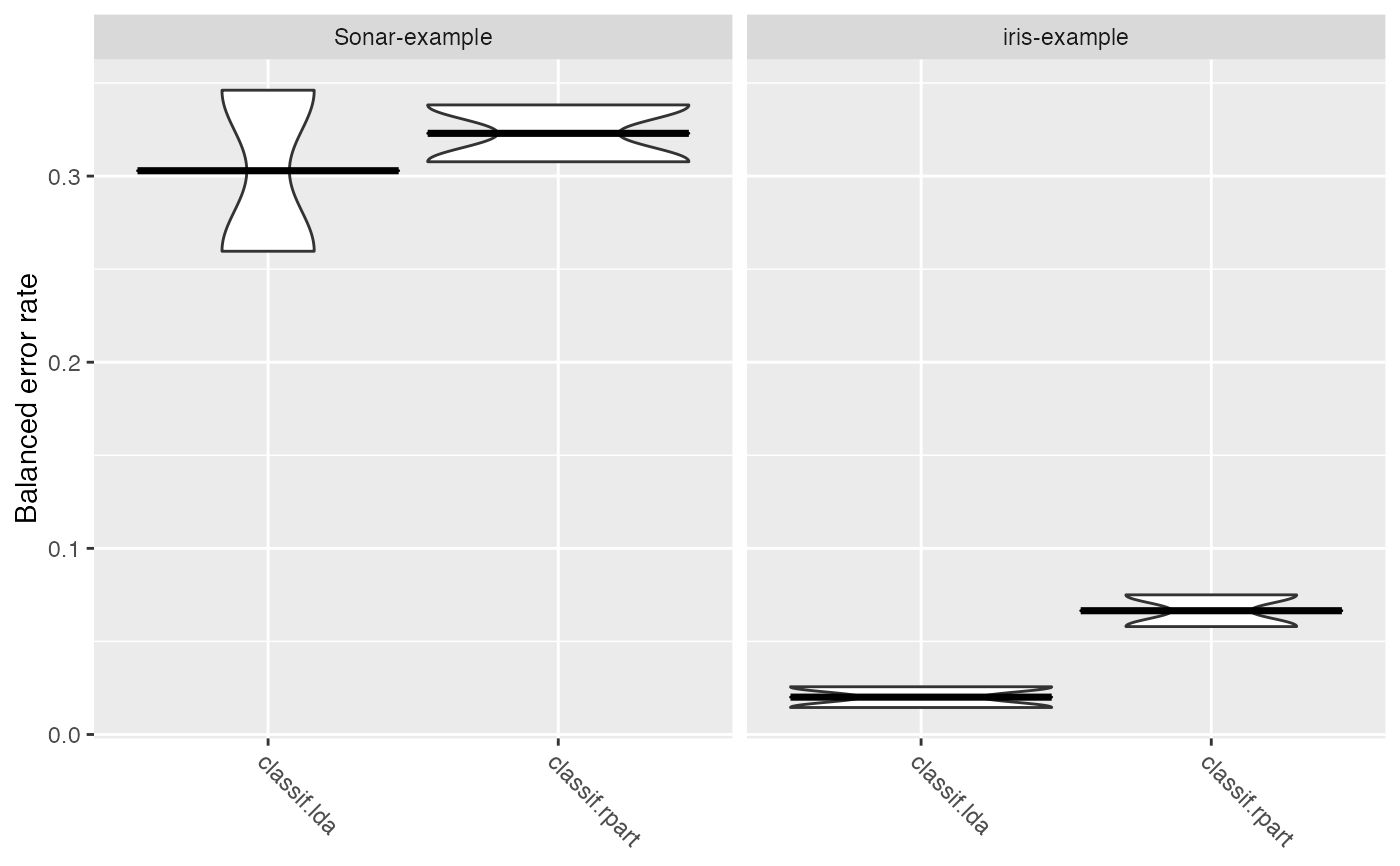 Sonar-example
iris-example
Balanced error rate
0.3
0.2
0.1
0.0
classif.lda
classif.rpart
classif.lda
classif.rpart